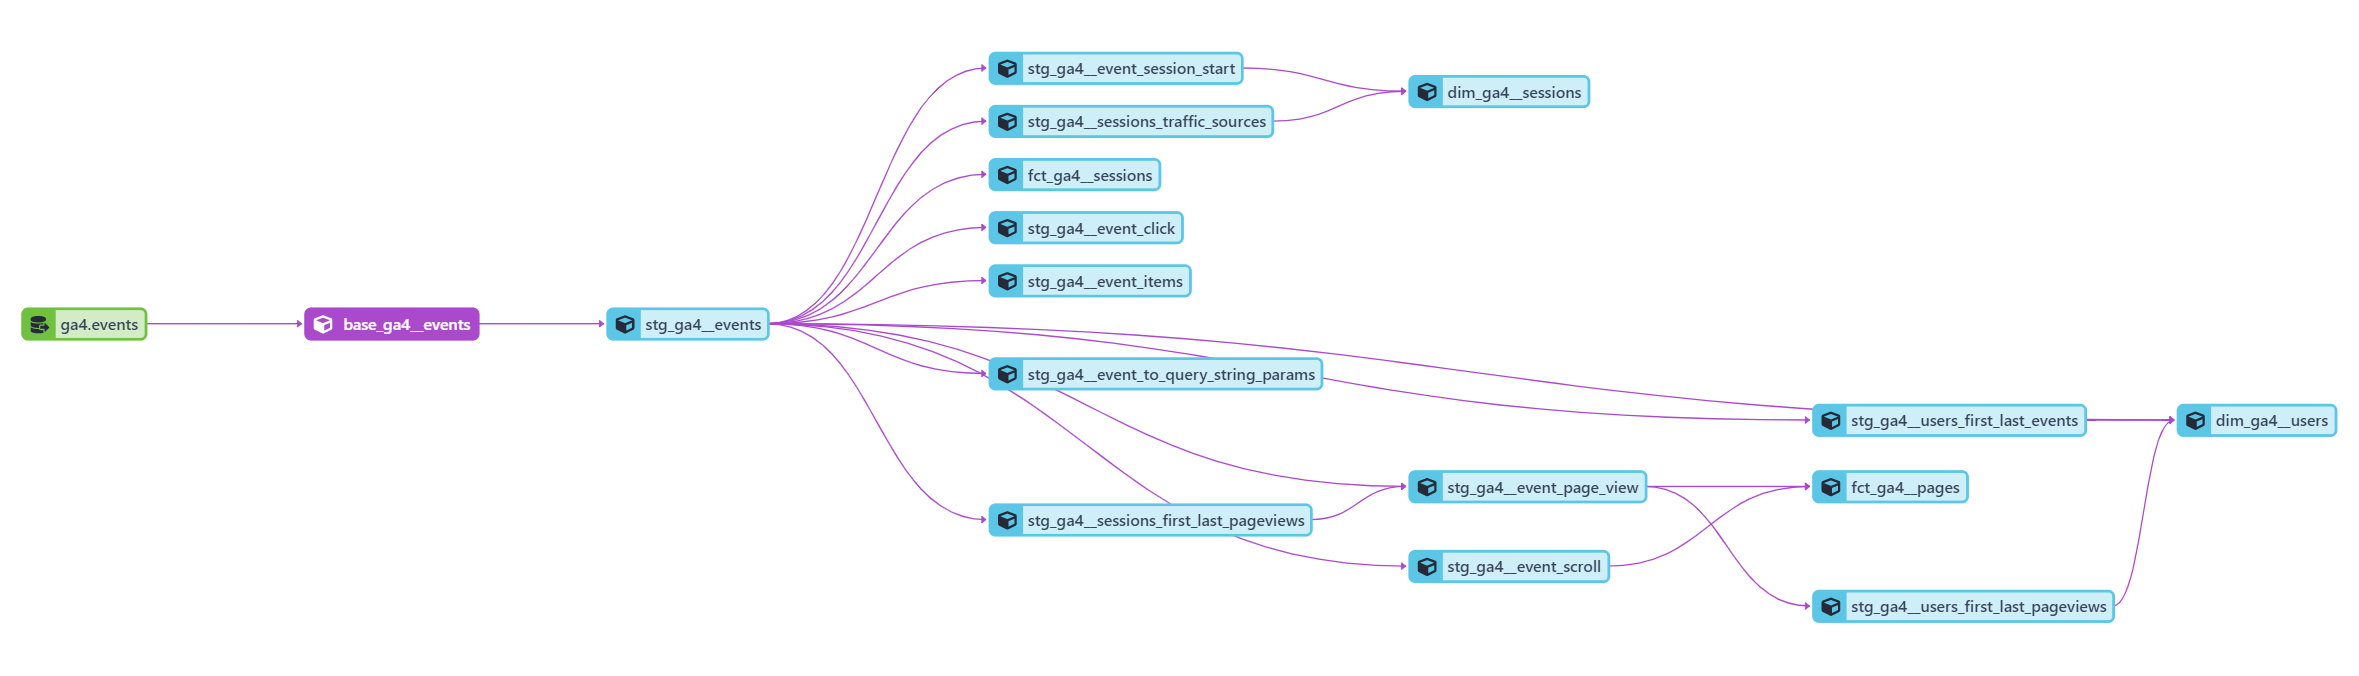 stg_ga4__event_session_start
dim_ga4__sessions
stg_ga4__sessions_traffic_sources
fct_ga4__sessions
stg_ga4__event_click
stg_ga4__event_items
ga4.events
base_ga4__events
stg_ga4__events
stg_ga4__event_to_query_string_params
stg_ga4__users_first_last_events
dim_ga4__users
stg_ga4__event_page_view
fct_ga4__pages
stg_ga4__sessions_first_last_pageviews
stg_ga4__event_scroll
stg_ga4__users_first_last_pageviews